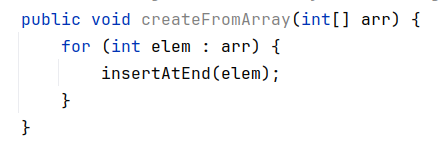 public void createFromArray(int[] arr) {
    for (int elem : arr) {
        insertAtEnd(elem);
    }
}